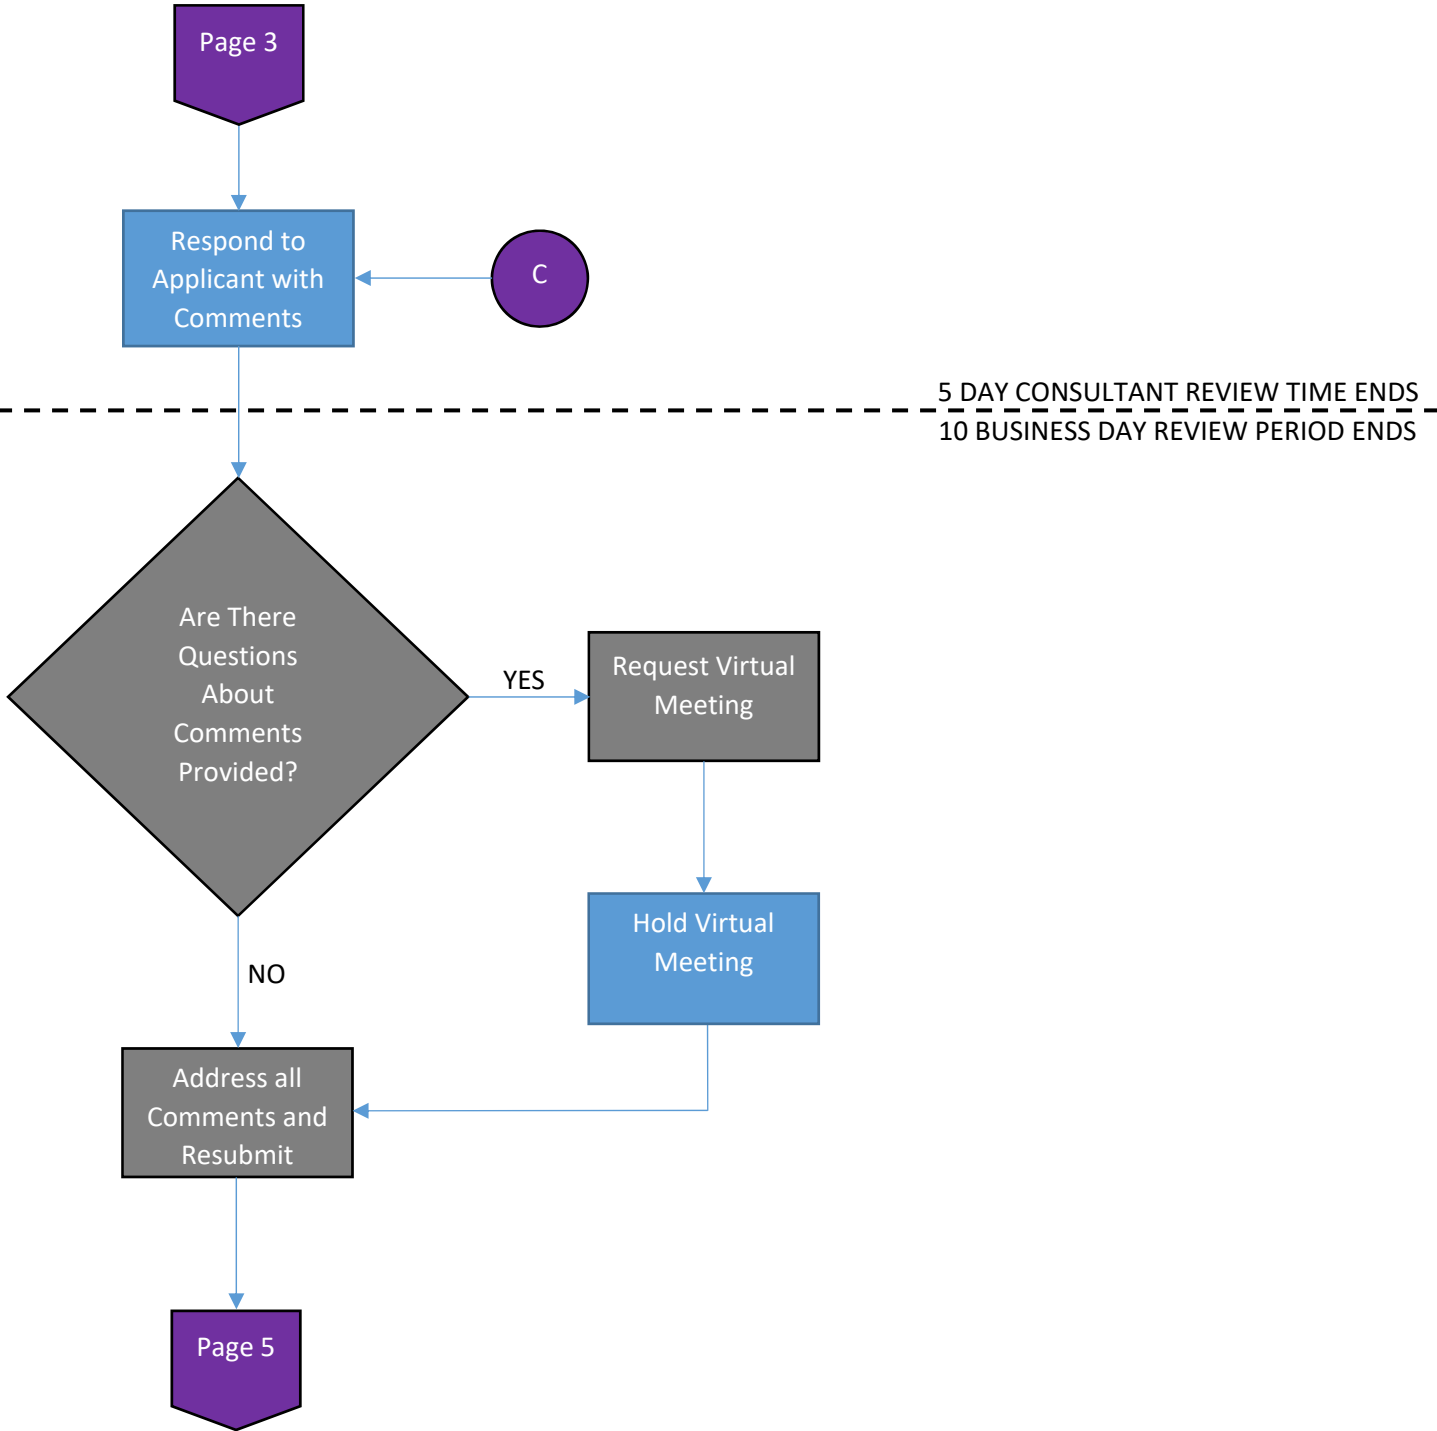 Page 3
Respond to
Applicant with
Comments
C
5 DAY CONSULTANT REVIEW TIME ENDS
10 BUSINESS DAY REVIEW PERIOD ENDS
Are There
Questions
About
Comments
Provided?
YES
Request Virtual
Meeting
Hold Virtual
Meeting
NO
Address all
Comments and
Resubmit
Page 5